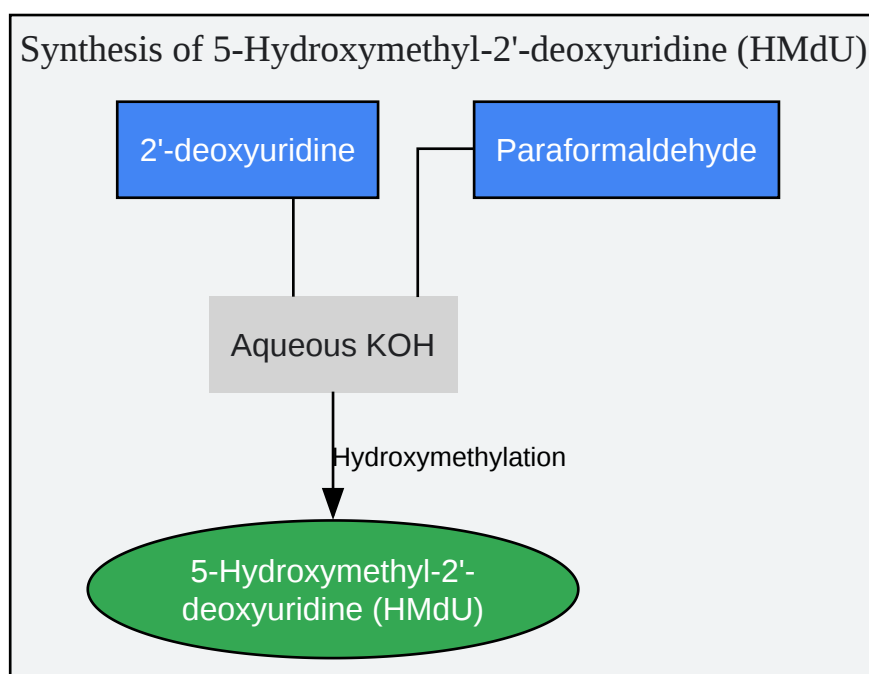 Synthesis of 5-Hydroxymethyl-2'-deoxyuridine (HMdU)
2'-deoxyuridine
Paraformaldehyde
Aqueous KOH
Hydroxymethylation
5-Hydroxymethyl-2'-
deoxyuridine (HMdU)